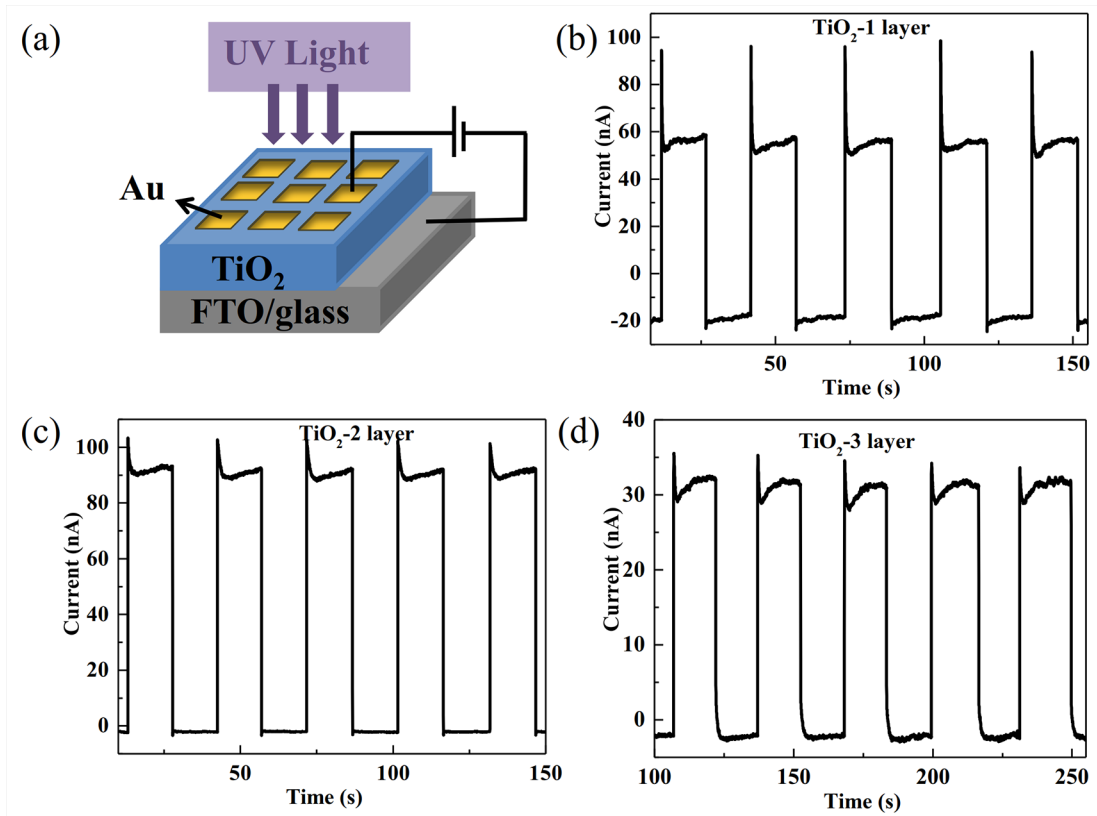 (a)
UV Light
Au
TiO₂
FTO/glass
(b)
TiO₂-1 layer
100
80
60
40
20
0
-20
Current (nA)
50
100
150
Time (s)
(c)
TiO₂-2 layer
100
80
60
40
20
0
Current (nA)
50
100
150
Time (s)
(d)
TiO₂-3 layer
40
30
20
10
0
Current (nA)
100
150
200
250
Time (s)